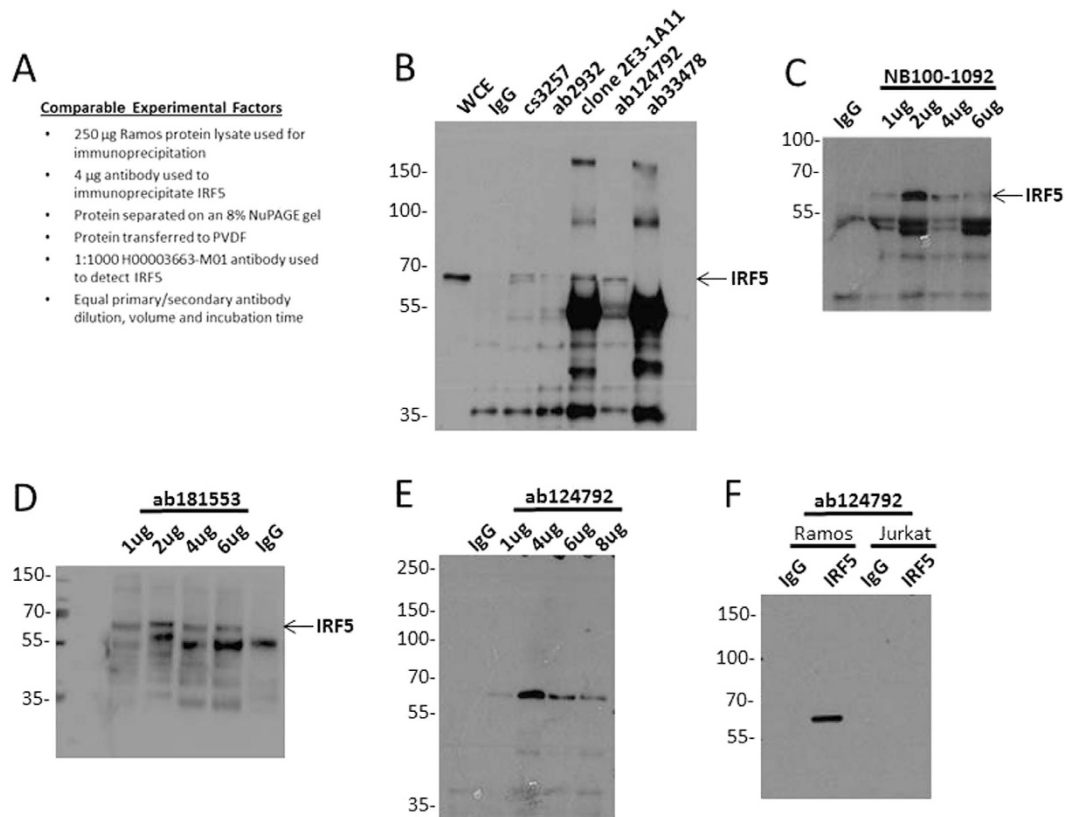 A
Comparable Experimental Factors
• 250 µg Ramos protein lysate used for
immunoprecipitation
• 4 µg antibody used to
immunoprecipitate IRF5
• Protein separated on an 8% NuPAGE gel
• Protein transferred to PVDF
• 1:1000 H00003663-M01 antibody used
to detect IRF5
• Equal primary/secondary antibody
dilution, volume and incubation time
B
WCE IgG cs3257 ab2932 clone 2E3-1A11 ab124792 ab33478
150-
100-
70-
IRF5
55-
35-
C
NB100-1092
IgG 1ug 2ug 4ug 6ug
100-
70-
IRF5
55-
35-
D
ab181553
1ug 2ug 4ug 6ug IgG
150-
70-
IRF5
55-
35-
E
ab124792
IgG 1ug 4ug 6ug 8ug
250-
150-
100-
70-
55-
35-
F
ab124792
Ramos Jurkat
IgG IRF5 IgG IRF5
150-
100-
70-
55-